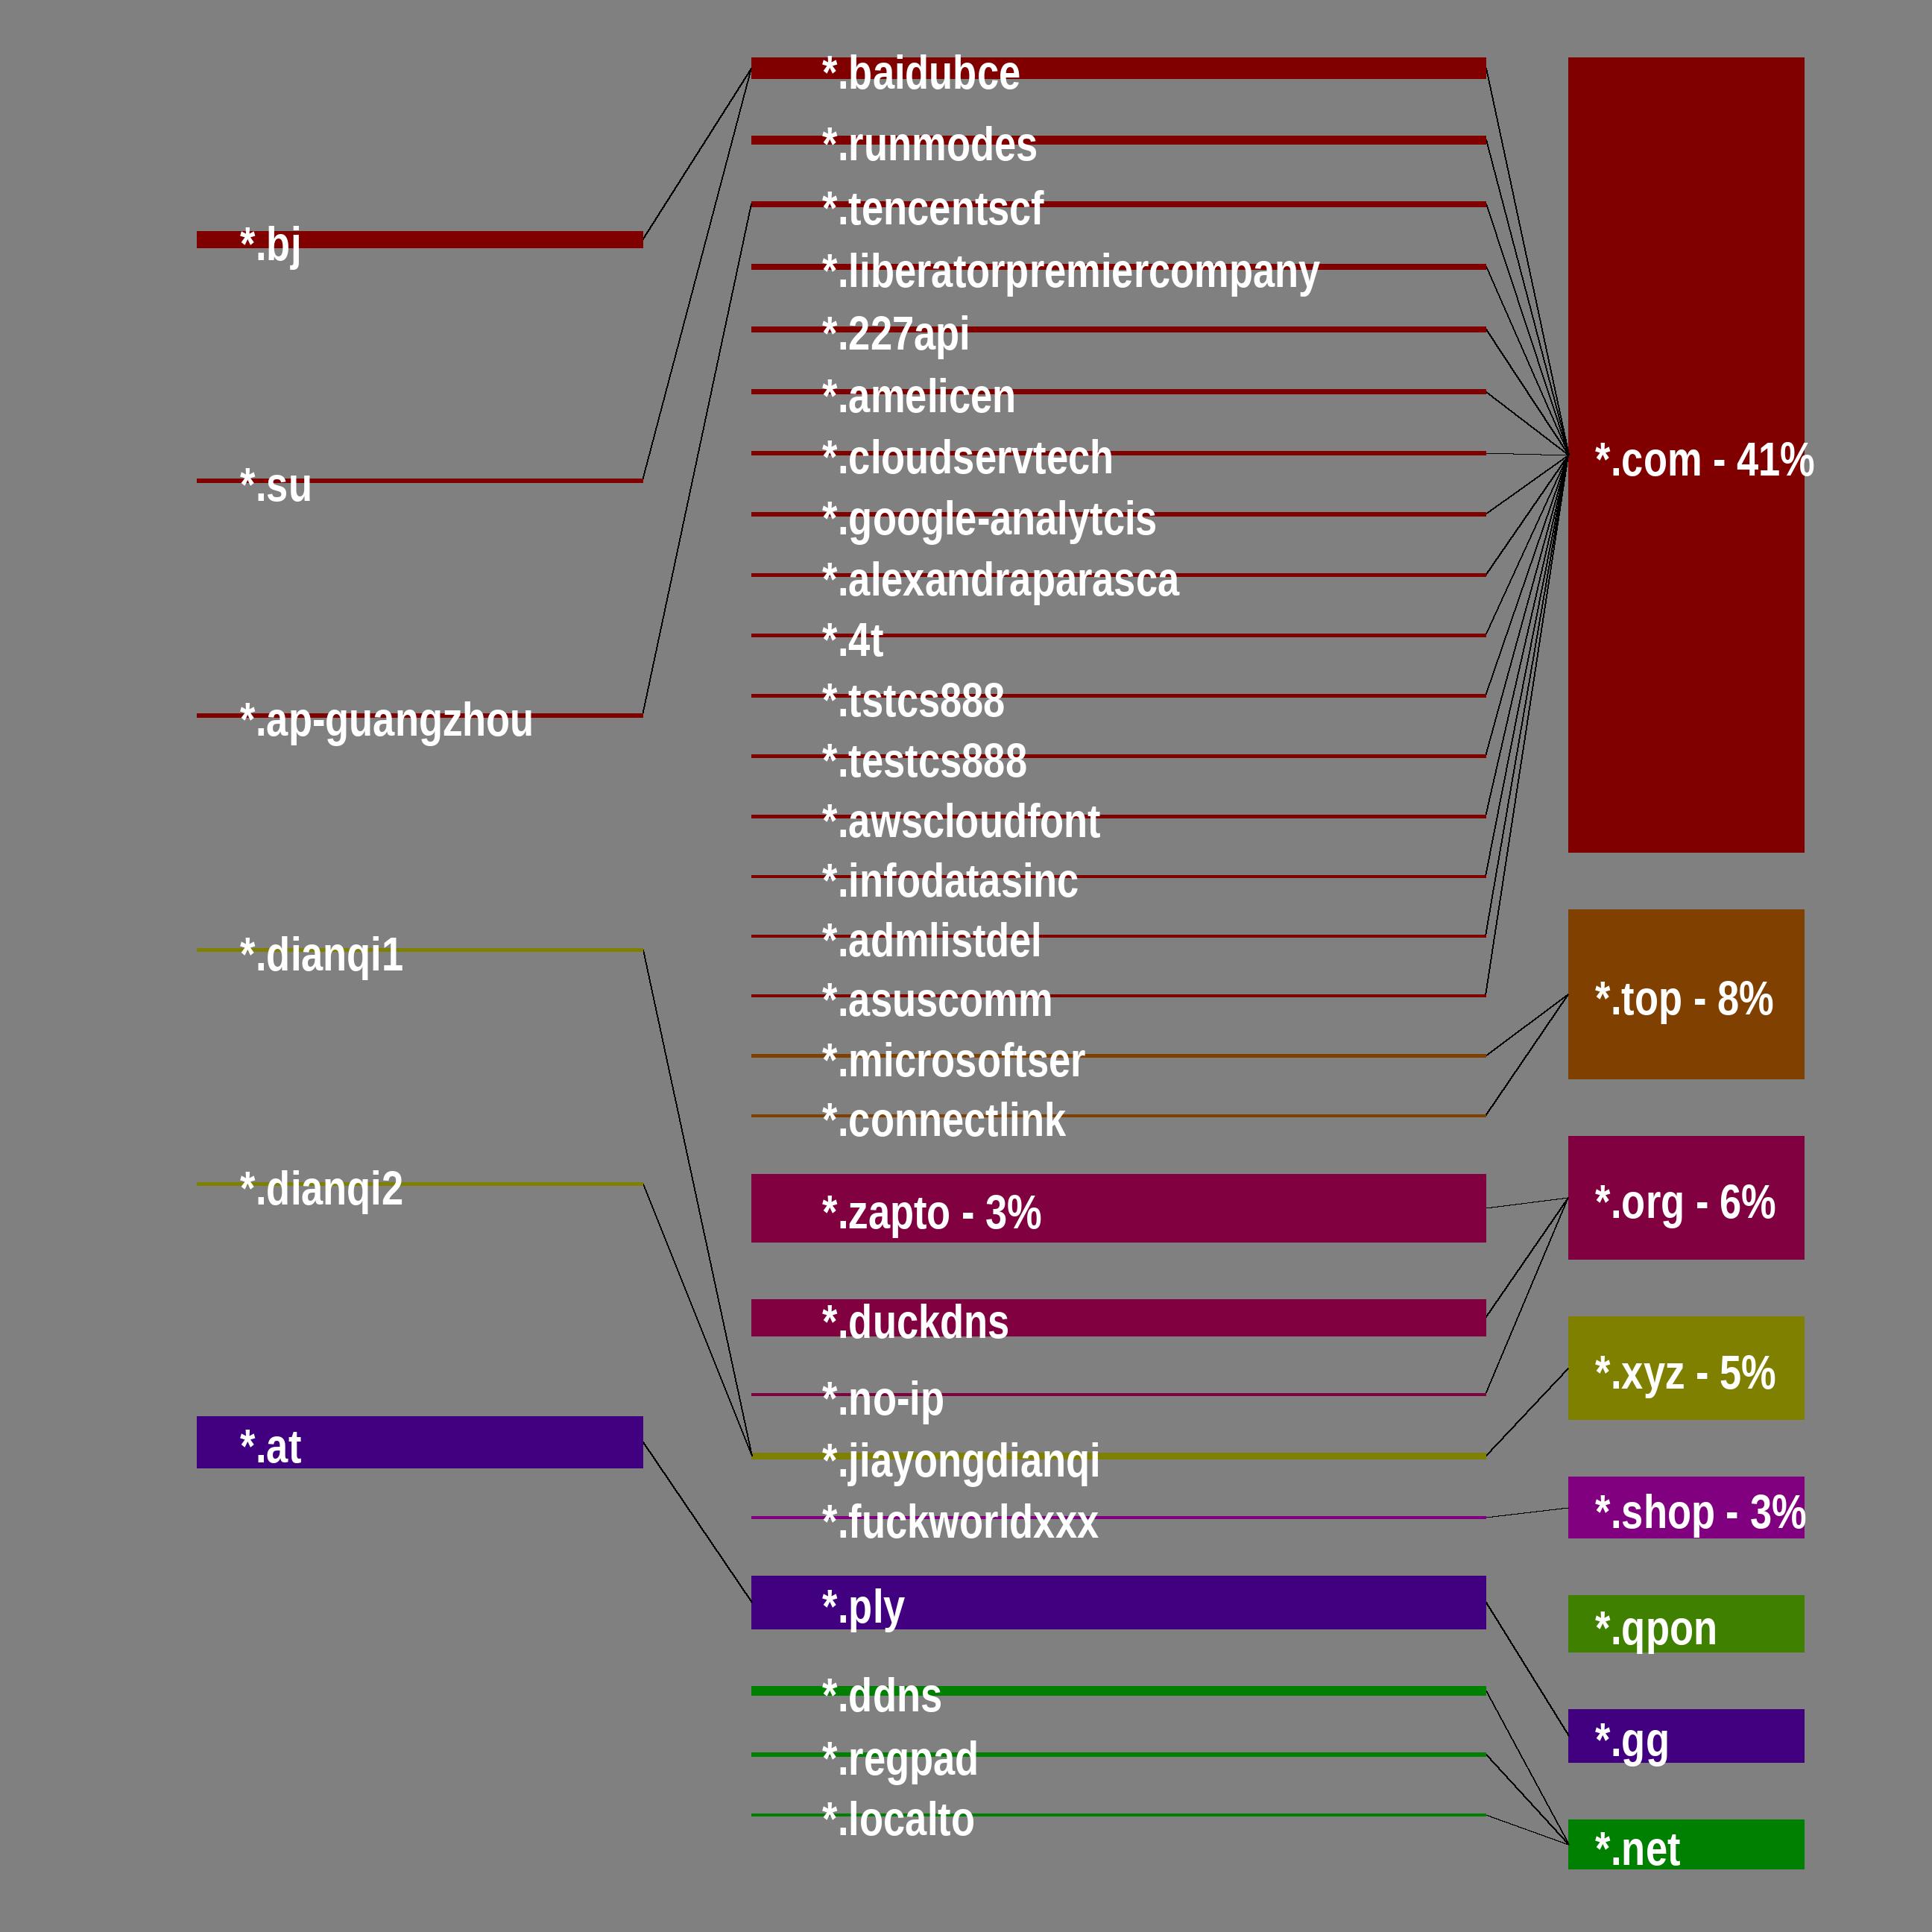 *.bj
*.su
*.ap-guangzhou
*.dianqi1
*.dianqi2
*.at
*.baidubce
*.runmodes
*.tencentscf
*.liberatorpremiercompany
*.227api
*.amelicen
*.cloudservtech
*.google-analytcis
*.alexandraparasca
*.4t
*.tstcs888
*.testcs888
*.awscloudfont
*.infodatasinc
*.admlistdel
*.asuscomm
*.microsoftser
*.connectlink
*.zapto - 3%
*.duckdns
*.no-ip
*.jiayongdianqi
*.fuckworldxxx
*.ply
*.ddns
*.regpad
*.localto
*.com - 41%
*.top - 8%
*.org - 6%
*.xyz - 5%
*.shop - 3%
*.qpon
*.gg
*.net